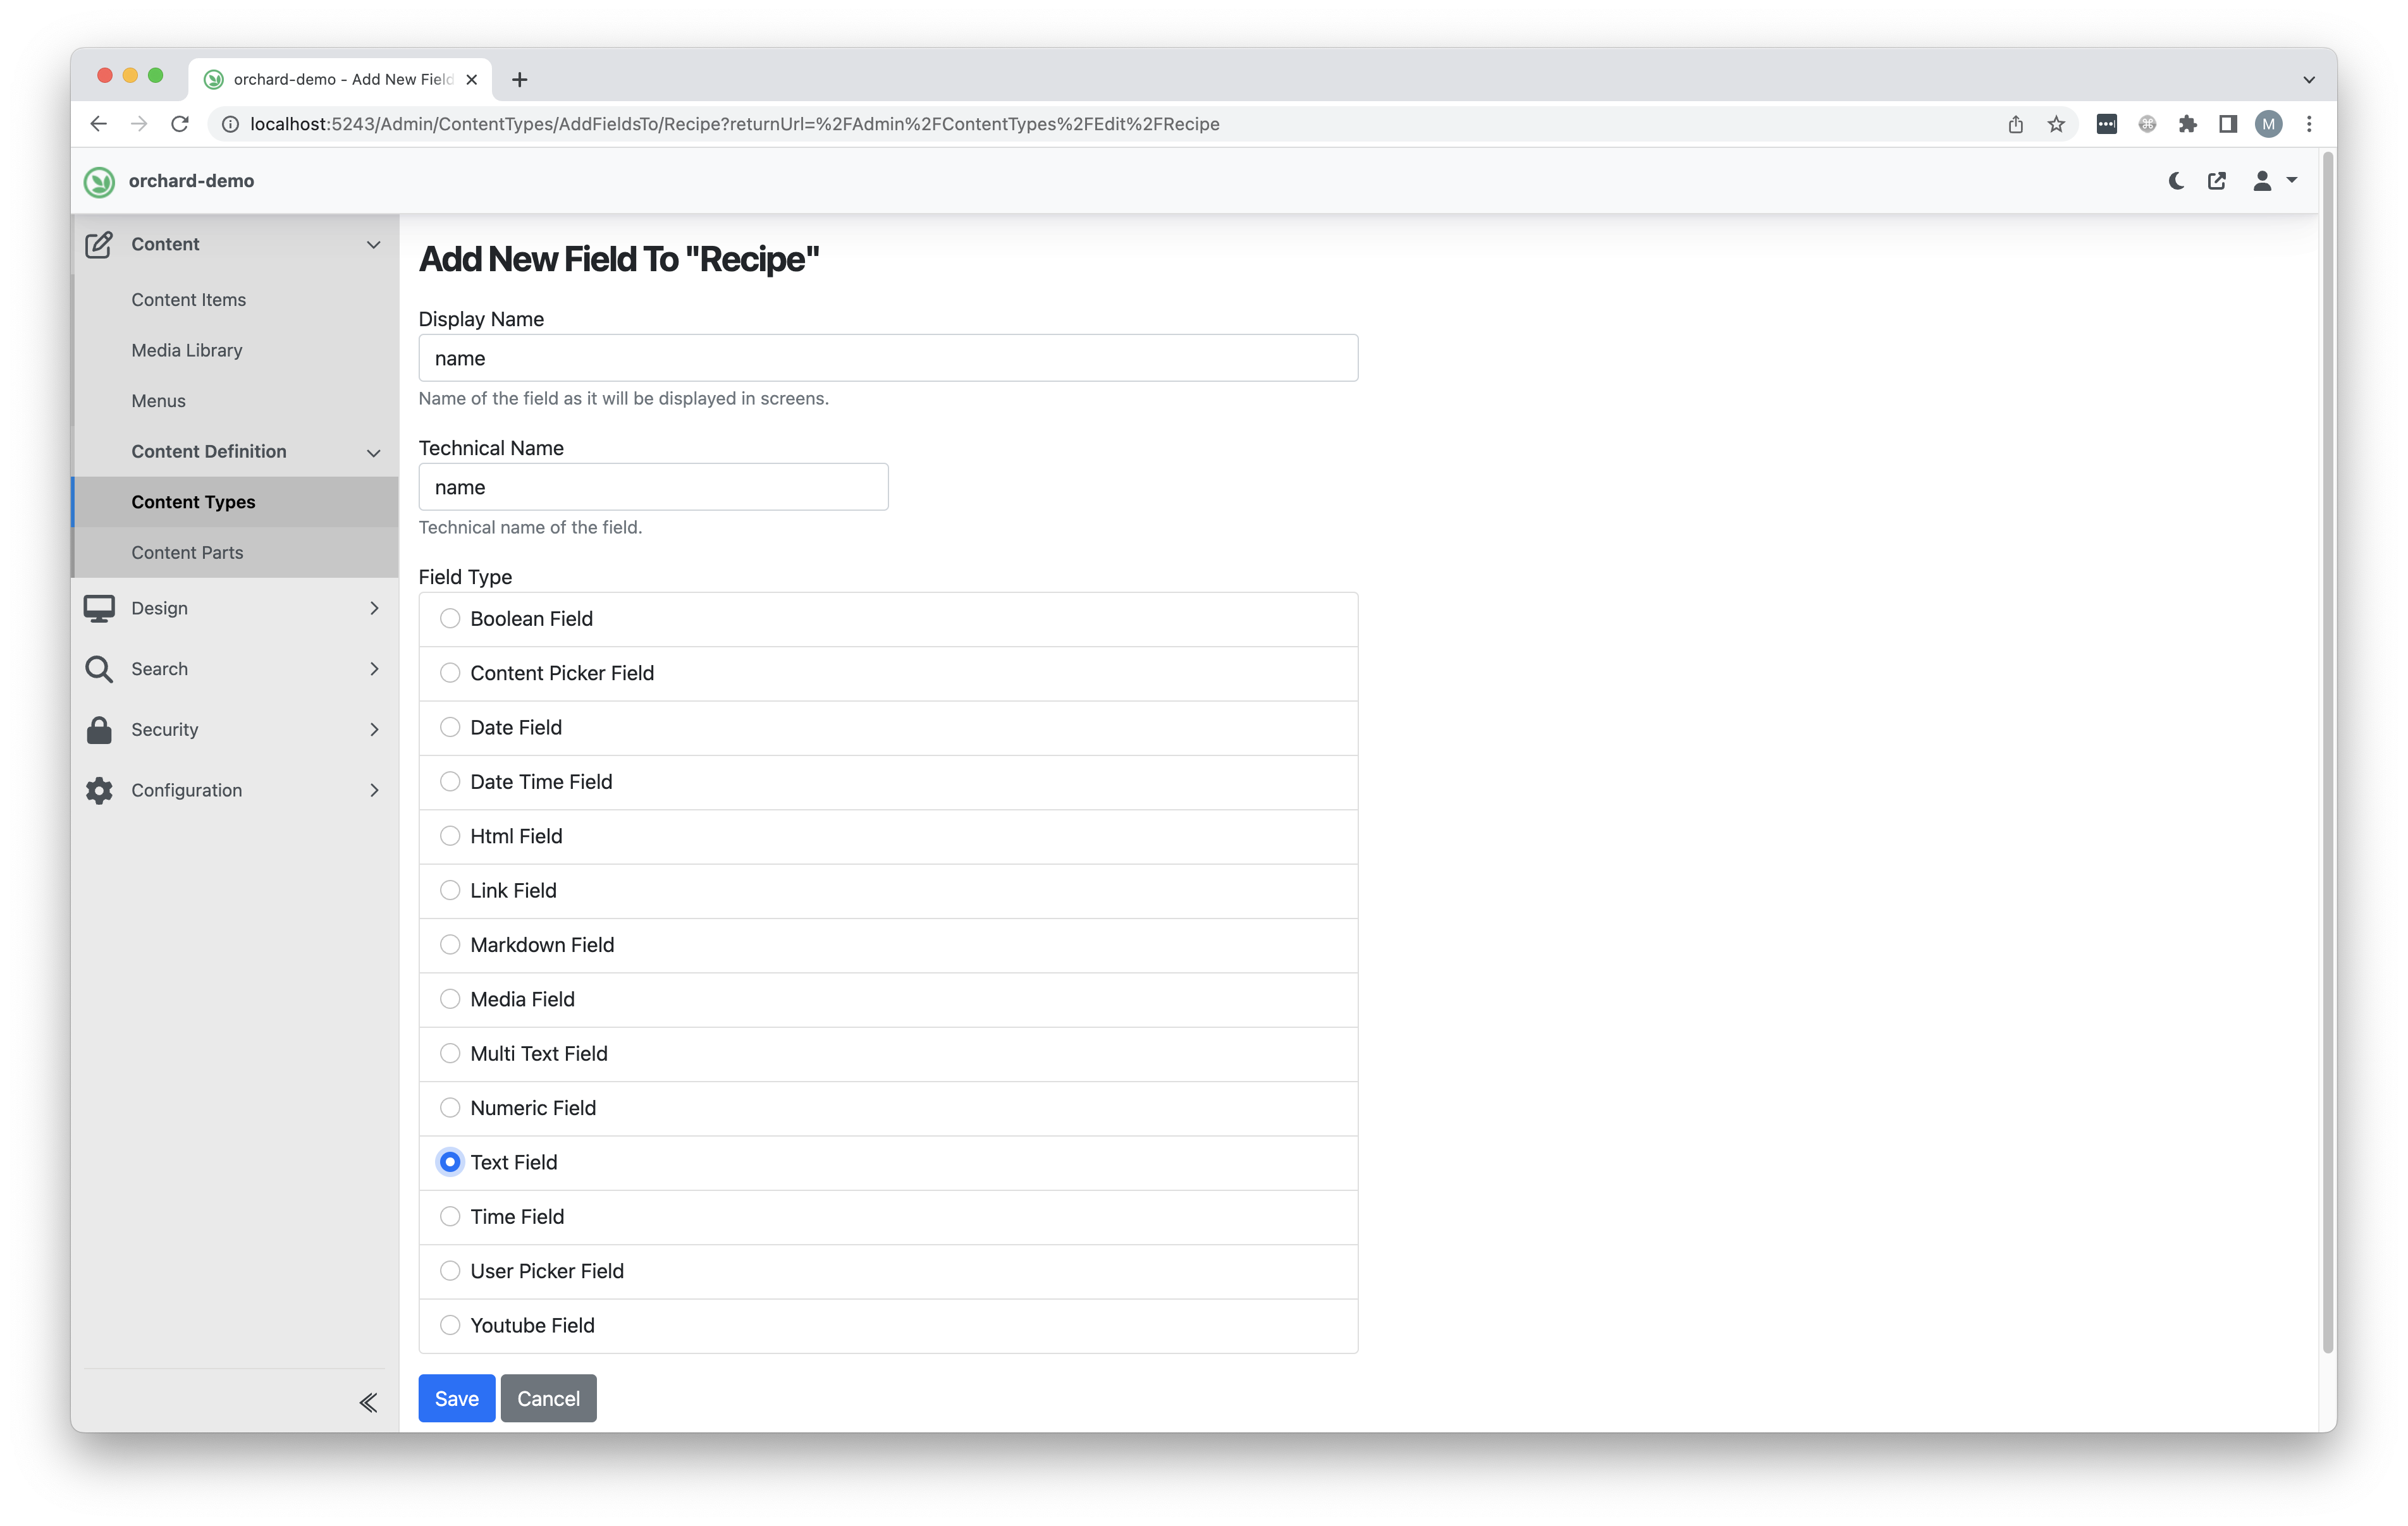 orchard-demo - Add New Field
localhost:5243/Admin/ContentTypes/AddFieldsTo/Recipe?returnUrl=%2FAdmin%2FContentTypes%2FEdit%2FRecipe
M
orchard-demo
Content
Content Items
Media Library
Menus
Content Definition
Content Types
Content Parts
Design
Search
Security
Configuration
Add New Field To "Recipe"
Display Name
name
Name of the field as it will be displayed in screens.
Technical Name
name
Technical name of the field.
Field Type
Boolean Field
Content Picker Field
Date Field
Date Time Field
Html Field
Link Field
Markdown Field
Media Field
Multi Text Field
Numeric Field
Text Field
Time Field
User Picker Field
Youtube Field
Save Cancel